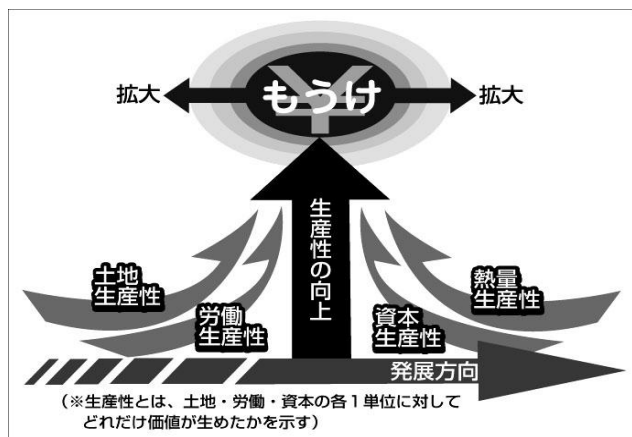 ¥
もうけ
拡大
拡大
生産性の向上
土地
生産性
労働
生産性
資本
生産性
熱量
生産性
発展方向
(※生産性とは、土地・労働・資本の各1単位に対して
どれだけ価値が生めたかを示す)